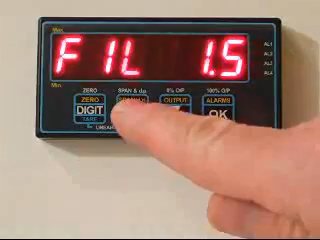 Max.
FIL 1.5
AL1
AL2
AL3
AL4
Min.
ZERO SPAN & d.p. 0% O/P 100% O/P
ZERO OUTPUT ALARMS
DIGIT OK
TARE